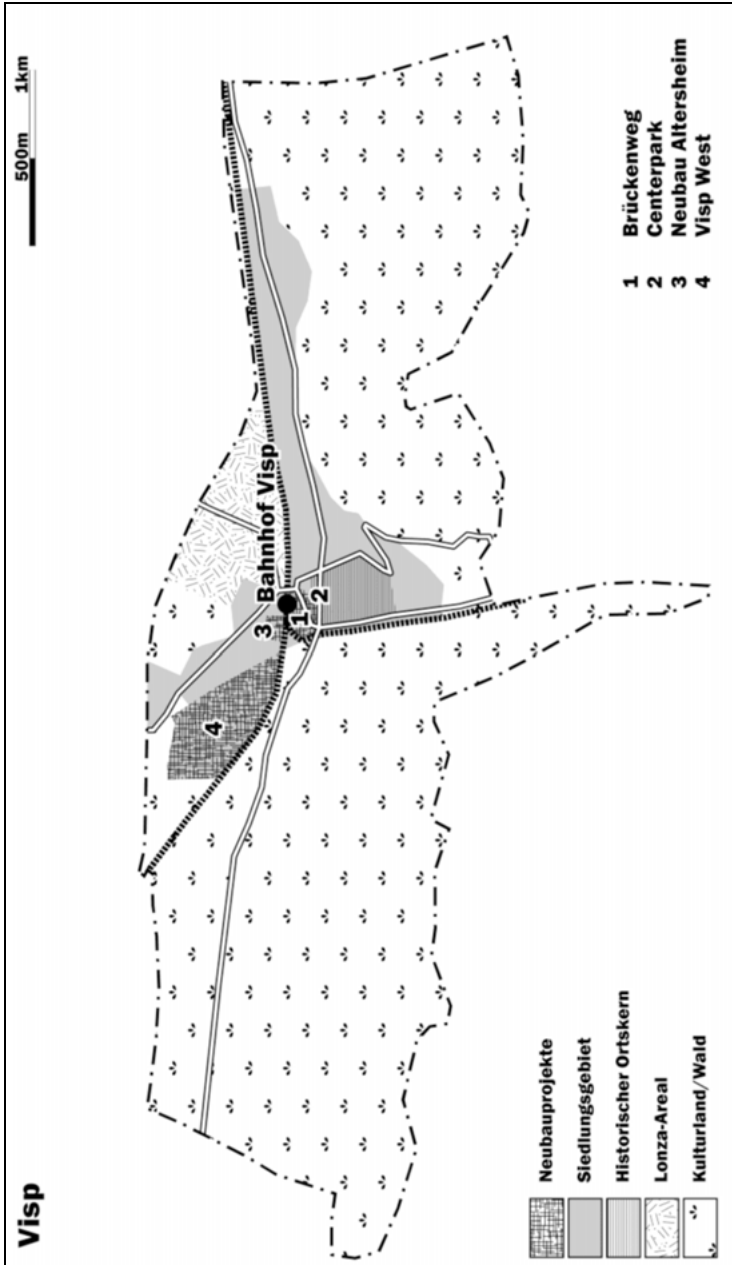 Visp
500m 1km
Bahnhof Visp
3
1
2
4
Neubauprojekte
Siedlungsgebiet
Historischer Ortskern
Lonza-Areal
Kulturland/Wald
1 Brückenweg
2 Centerpark
3 Neubau Altersheim
4 Visp West